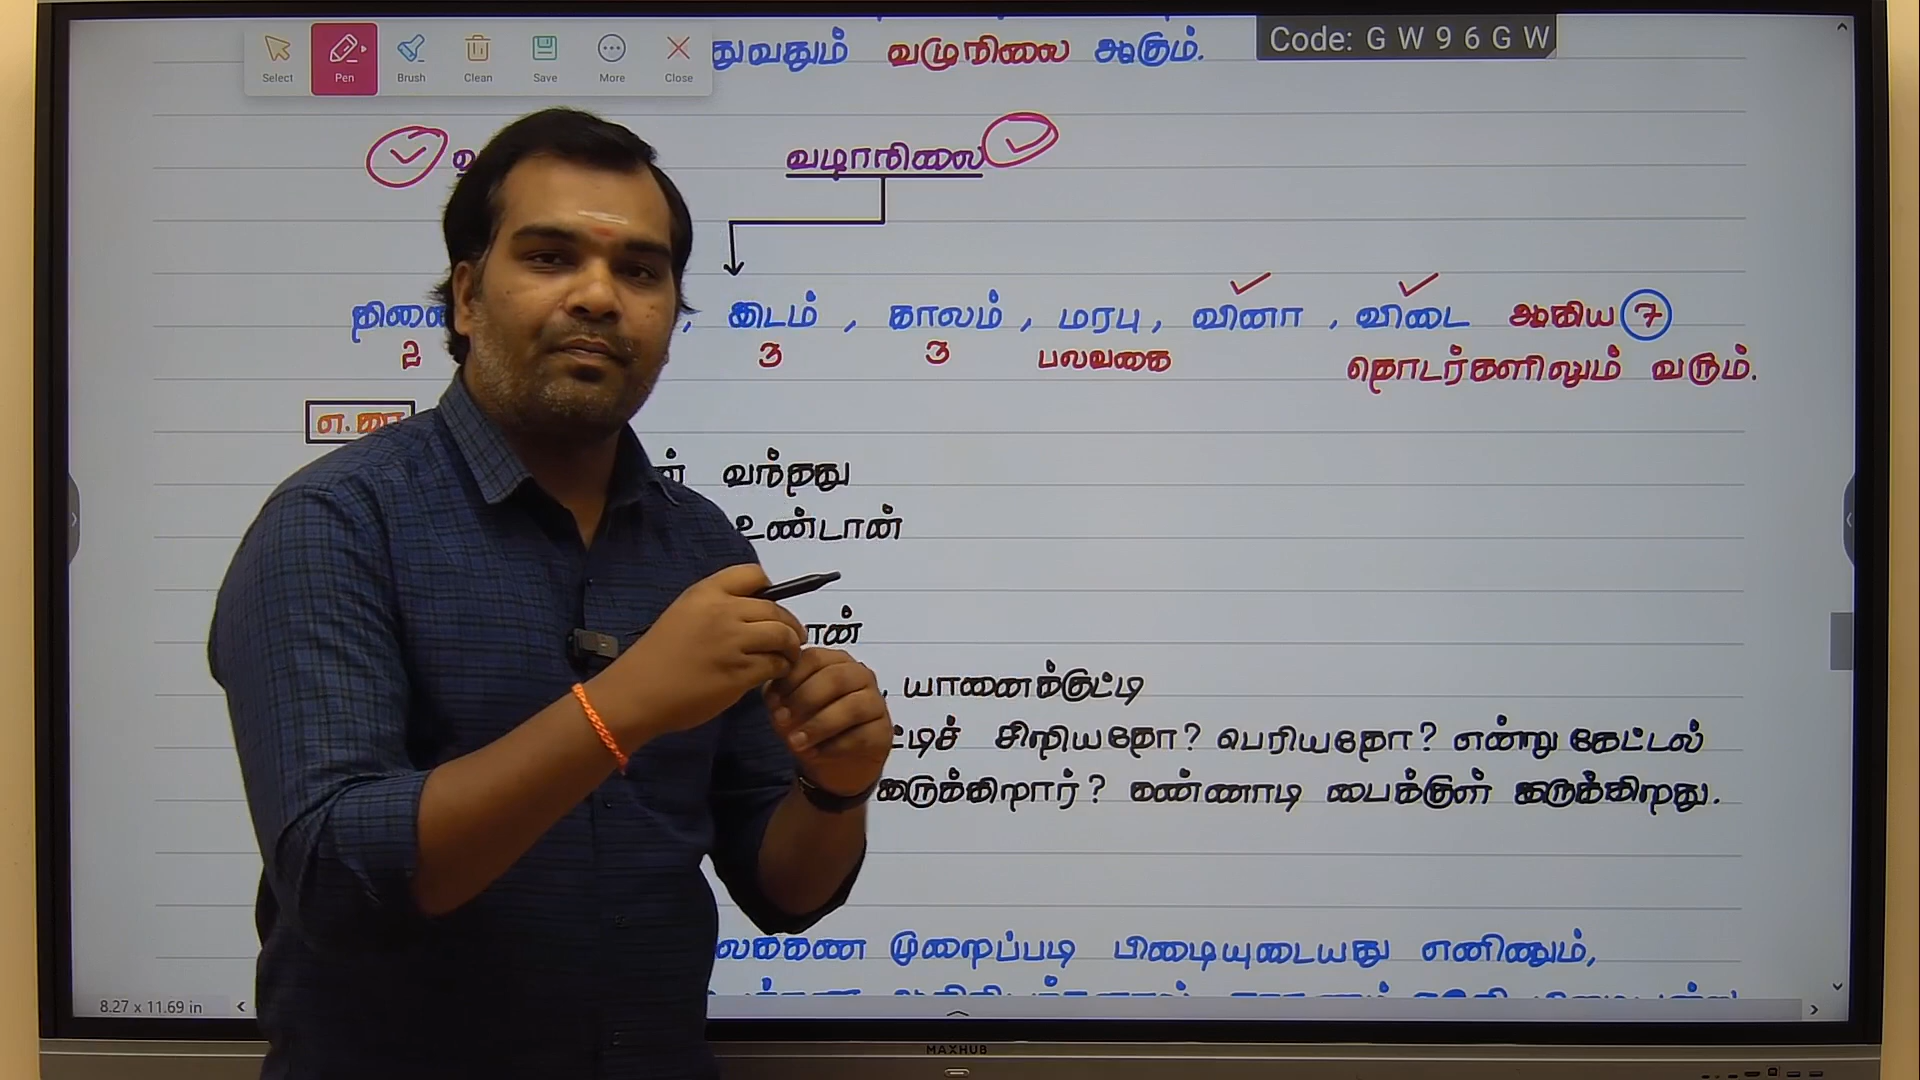 துவதும் வழுநிலை ஆகும்.
Code: G W 9 6 G W
Select Pen Brush Clean Save More Close
வழாநிலை
, இடம் , காலம் , மரபு , வினா , விடை ஆகிய 7
2 3 3 பலவகை தொடர்களிலும் வரும்.
எ.
வந்தது
உண்டான்
, யானைக்குட்டி
சிறியதோ? பெரியதோ? என்று கேட்டல்
இருக்கிறார்? கண்ணாடி பைக்குள் இருக்கிறது.
முறைப்படி பிழையுடையது எனினும்,
8.27 x 11.69 in
MAXHUB